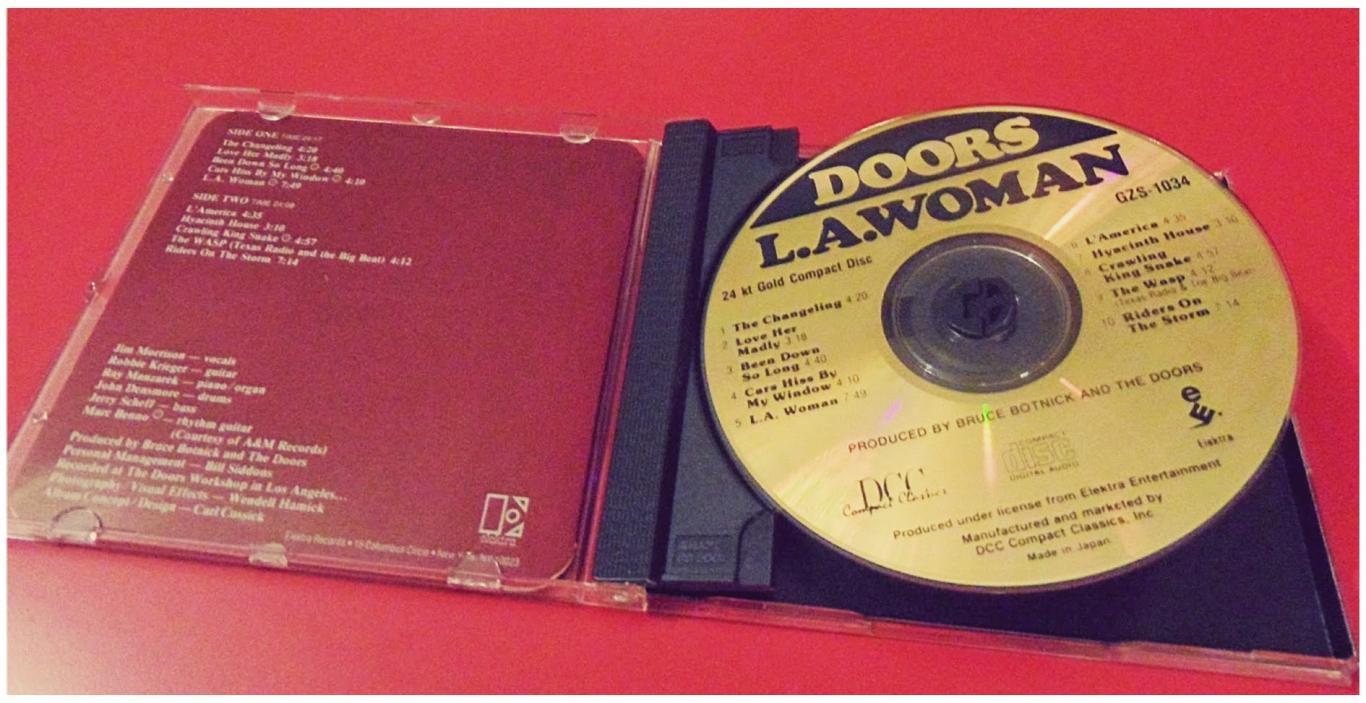 SIDE ONE
The Changeling 4:20
Love Her Madly 3:18
Been Down So Long 4:40
Cars Hiss By My Window 4:10
L.A. Woman 7:49
SIDE TWO TIME
L'America 4:35
Hyacinth House 3:10
Crawling King Snake 4:57
The WASP (Texas Radio and the Big Beat) 4:12
Riders On The Storm 7:14
Jim Morrison — vocals
Robbie Krieger — guitar
Ray Manzarek — piano/organ
John Densmore — drums
Jerry Scheff — bass
Marc Benno — rhythm guitar
(Courtesy of A&M Records)
Produced by Bruce Botnick and The Doors
Personal Management — Bill Siddons
Recorded at The Doors Workshop in Los Angeles...
Photography/Visual Effects — Wendell Hamick
Album Concept/Design — Carl Cossick
Elektra Records • 15 Columbus Circle • New
DOORS
L.A.WOMAN
GZS-1034
24 kt Gold Compact Disc
1 The Changeling 4:20
2 Love Her
Madly 3:18
3 Been Down
So Long 4:40
4 Cars Hiss By
My Window 4:10
5 L.A. Woman 7:49
6 L'America 4:35
7 Hyacinth House 3:10
8 Crawling
King Snake 4:57
9 The Wasp 4:12
(Texas Radio & The Big Beat)
10 Riders On
The Storm 7:14
PRODUCED BY BRUCE BOTNICK AND THE DOORS
DCC
Compact Classics
COMPACT
disc
DIGITAL AUDIO
e
Elektra
Produced under license from Elektra Entertainment
Manufactured and marketed by
DCC Compact Classics, Inc
Made in Japan